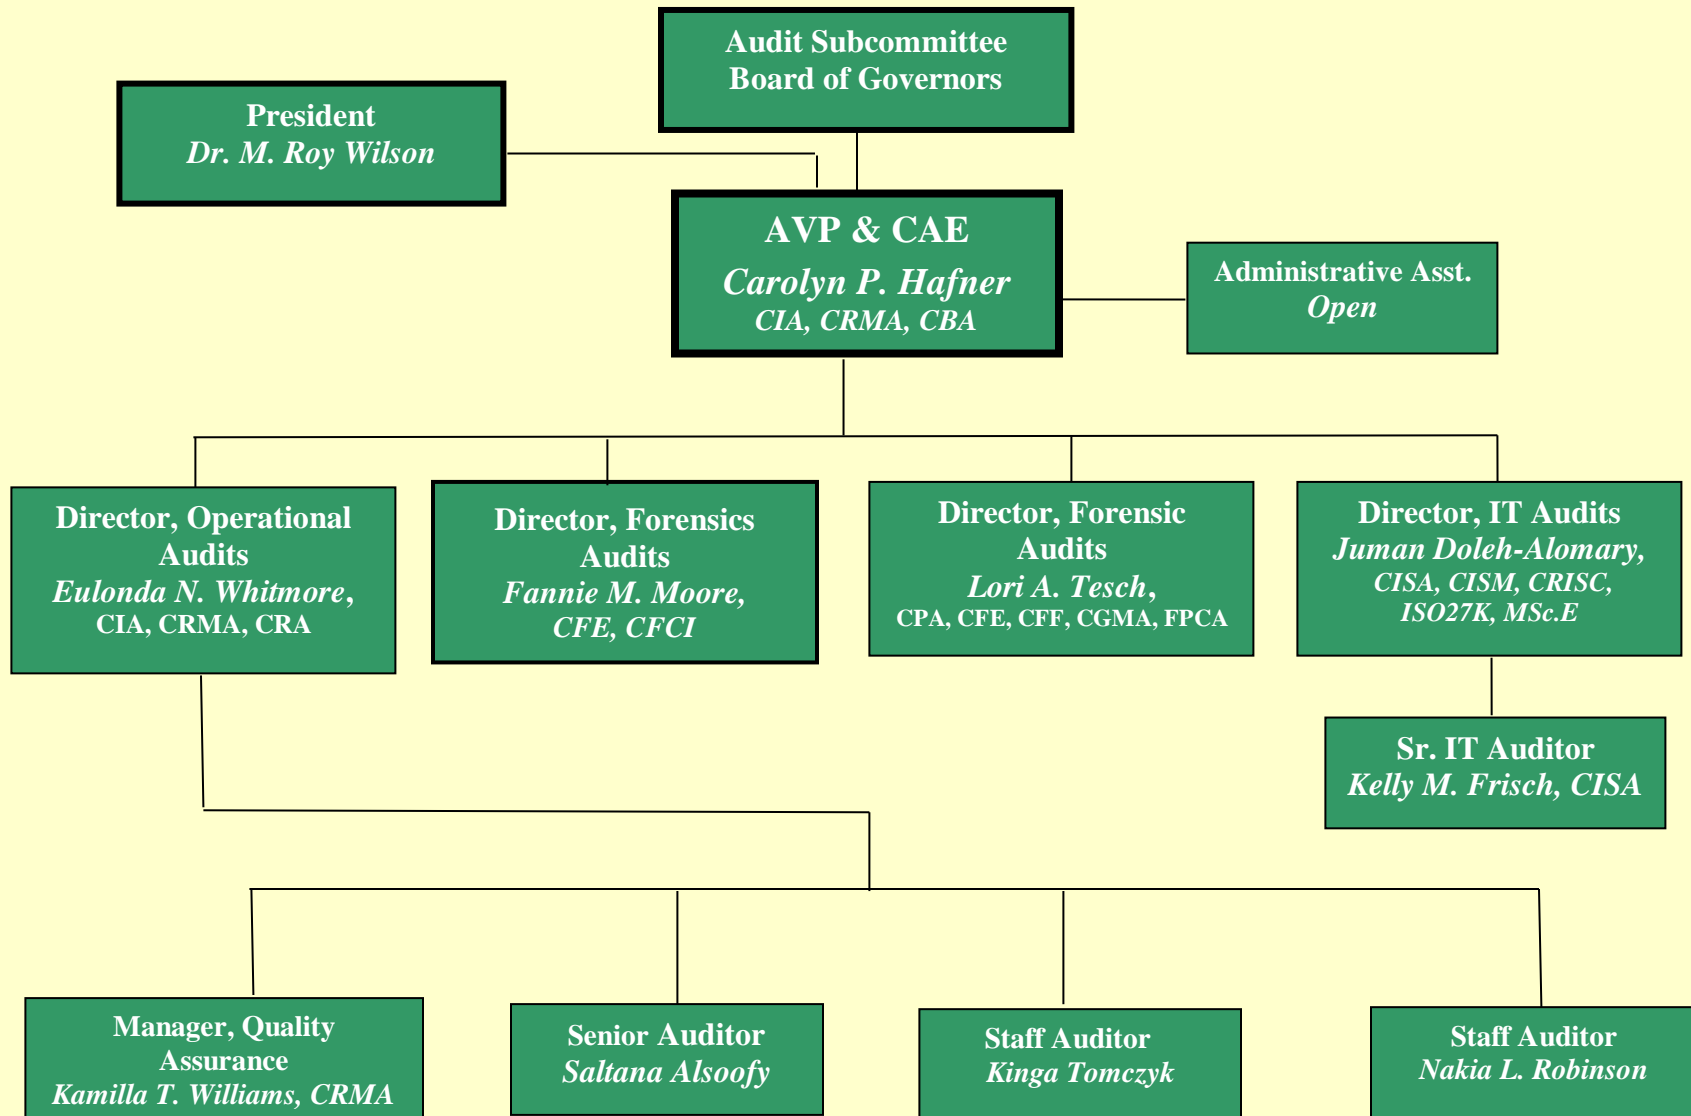 Audit Subcommittee
Board of Governors
President
Dr. M. Roy Wilson
AVP & CAE
Carolyn P. Hafner
CIA, CRMA, CBA
Administrative Asst.
Open
Director, Operational
Audits
Eulonda N. Whitmore,
CIA, CRMA, CRA
Director, Forensics
Audits
Fannie M. Moore,
CFE, CFCI
Director, Forensic
Audits
Lori A. Tesch,
CPA, CFE, CFF, CGMA, FPCA
Director, IT Audits
Juman Doleh-Alomary,
CISA, CISM, CRISC,
ISO27K, MSc.E
Sr. IT Auditor
Kelly M. Frisch, CISA
Manager, Quality
Assurance
Kamilla T. Williams, CRMA
Senior Auditor
Saltana Alsoofy
Staff Auditor
Kinga Tomczyk
Staff Auditor
Nakia L. Robinson